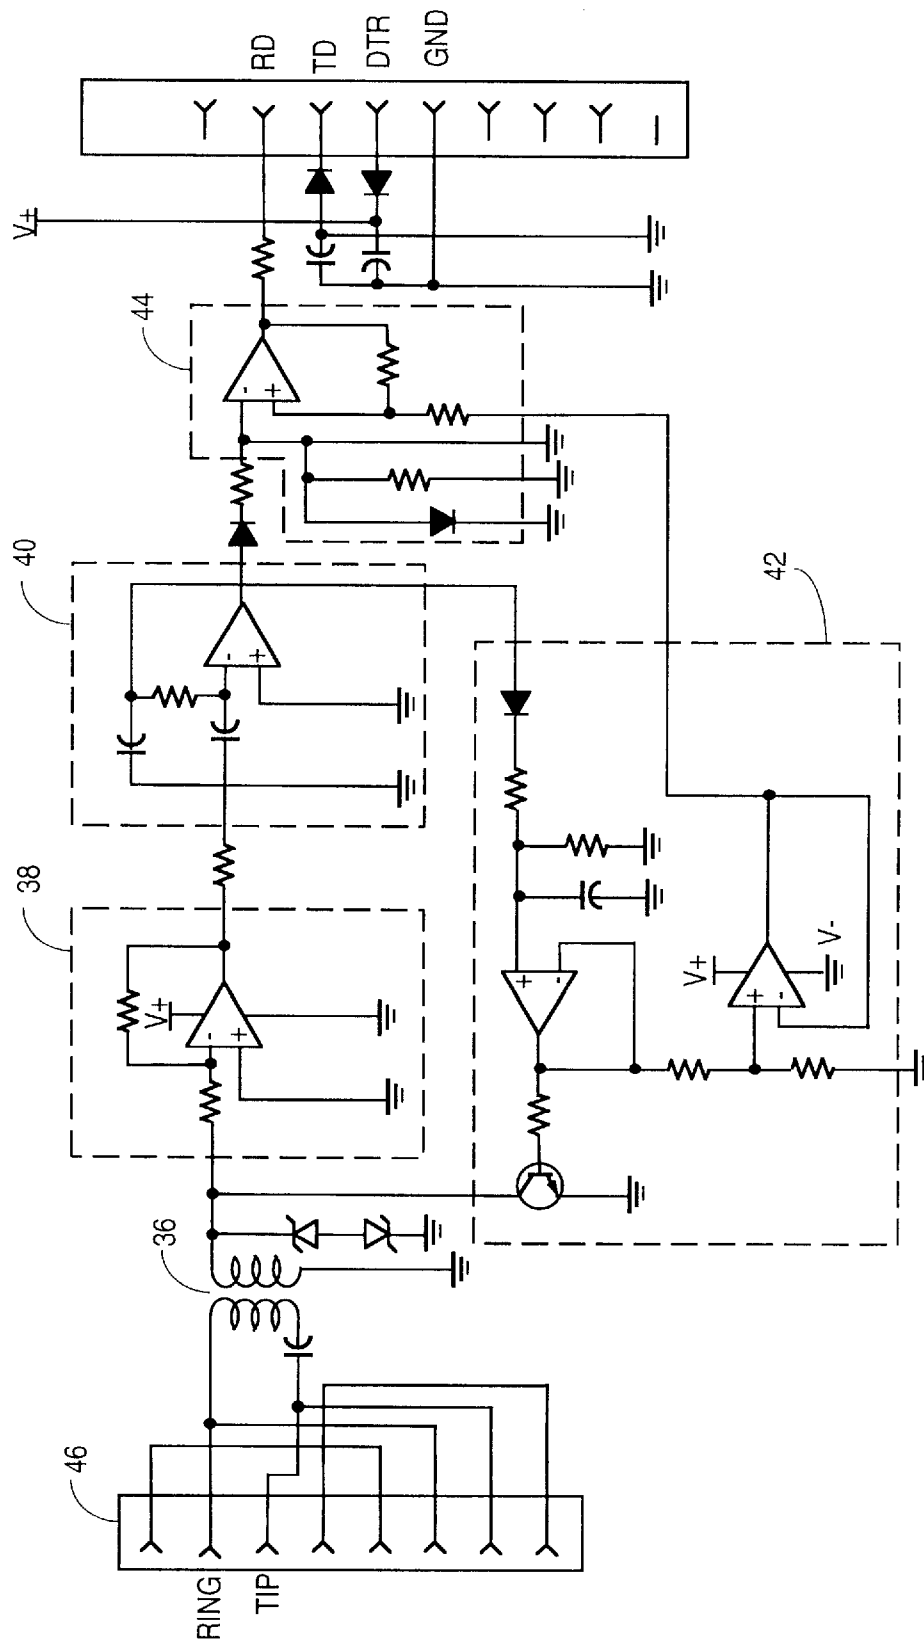 46
RING
TIP
36
38
V+
-
+
40
-
+
44
-
+
V+
RD
TD
DTR
GND
42
+
-
V+
V-
+
-